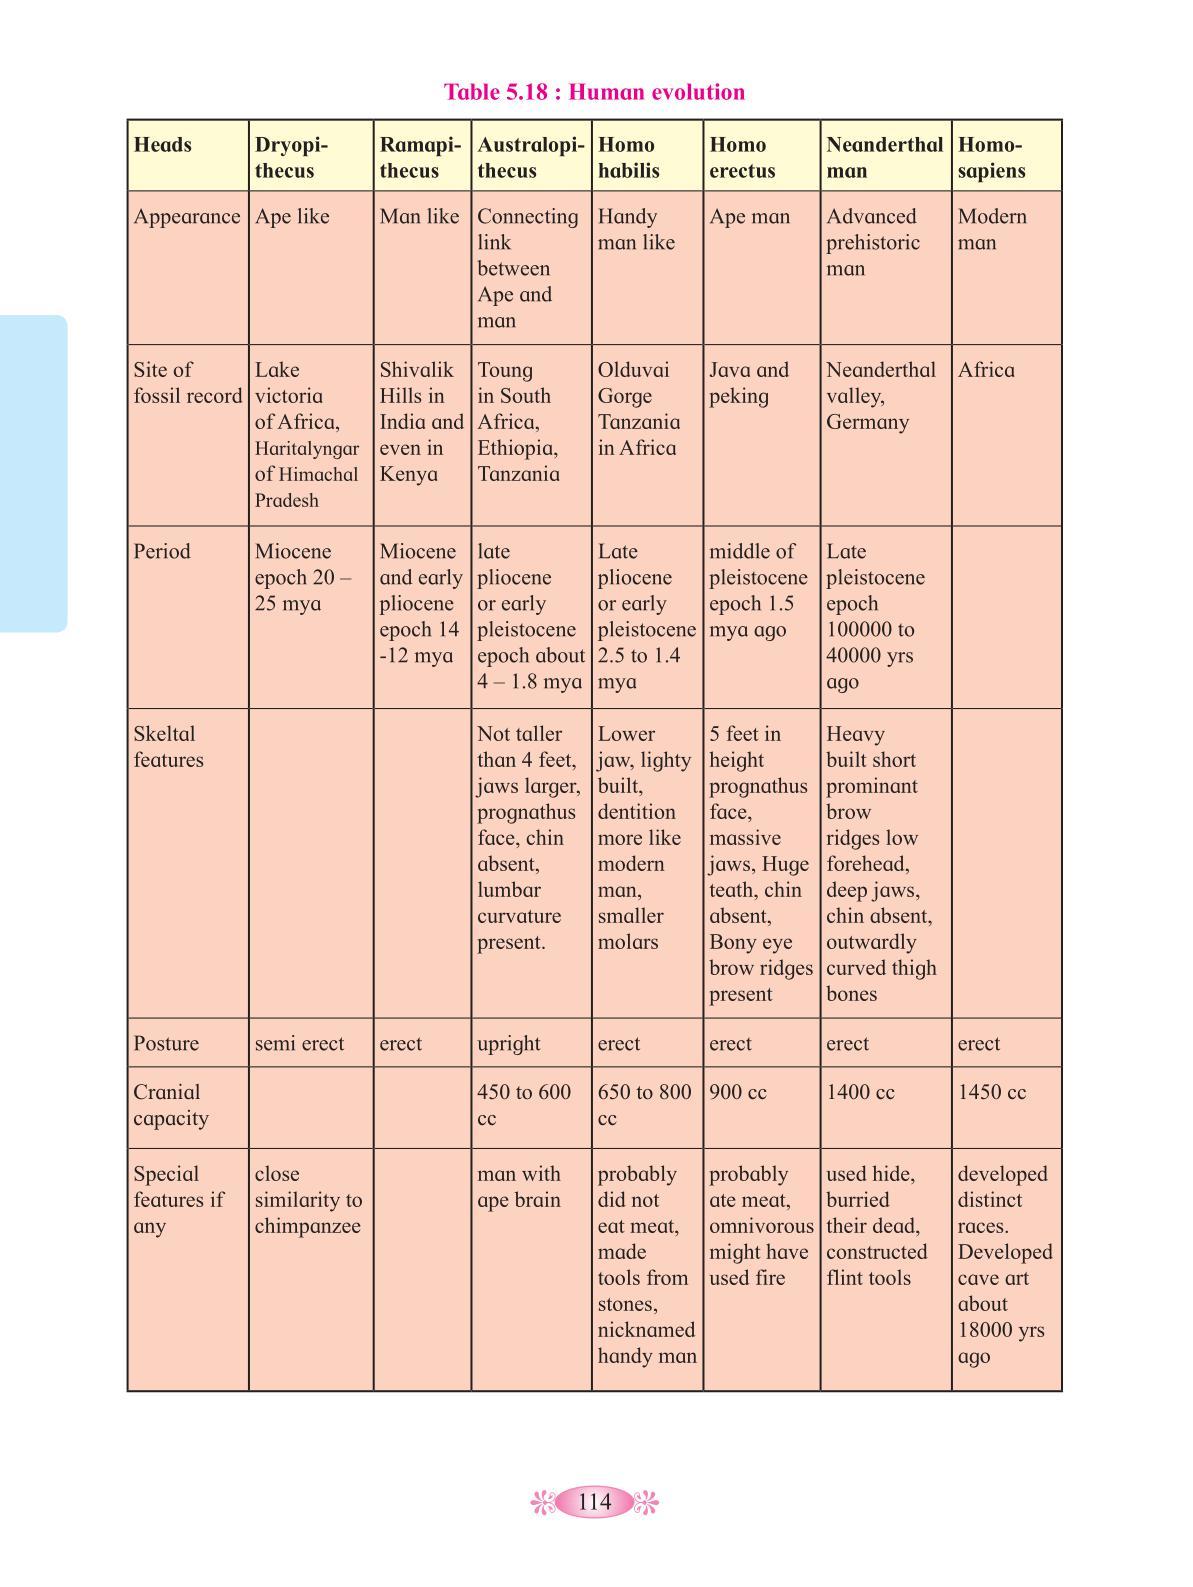 Table 5.18 : Human evolution
Heads
Dryopi-
thecus
Ramapi-
thecus
Australopi-
thecus
Homo
habilis
Homo
erectus
Neanderthal
man
Homo-
sapiens
Appearance
Ape like
Man like
Connecting
link
between
Ape and
man
Handy
man like
Ape man
Advanced
prehistoric
man
Modern
man
Site of
fossil record
Lake
victoria
of Africa,
Haritalyngar
of Himachal
Pradesh
Shivalik
Hills in
India and
even in
Kenya
Toung
in South
Africa,
Ethiopia,
Tanzania
Olduvai
Gorge
Tanzania
in Africa
Java and
peking
Neanderthal
valley,
Germany
Africa
Period
Miocene
epoch 20 –
25 mya
Miocene
and early
pliocene
epoch 14
-12 mya
late
pliocene
or early
pleistocene
epoch about
4 – 1.8 mya
Late
pliocene
or early
pleistocene
2.5 to 1.4
mya
middle of
pleistocene
epoch 1.5
mya ago
Late
pleistocene
epoch
100000 to
40000 yrs
ago
Skeltal
features
Not taller
than 4 feet,
jaws larger,
prognathus
face, chin
absent,
lumbar
curvature
present.
Lower
jaw, lighty
built,
dentition
more like
modern
man,
smaller
molars
5 feet in
height
prognathus
face,
massive
jaws, Huge
teath, chin
absent,
Bony eye
brow ridges
present
Heavy
built short
prominant
brow
ridges low
forehead,
deep jaws,
chin absent,
outwardly
curved thigh
bones
Posture
semi erect
erect
upright
erect
erect
erect
erect
Cranial
capacity
450 to 600
cc
650 to 800
cc
900 cc
1400 cc
1450 cc
Special
features if
any
close
similarity to
chimpanzee
man with
ape brain
probably
did not
eat meat,
made
tools from
stones,
nicknamed
handy man
probably
ate meat,
omnivorous
might have
used fire
used hide,
burried
their dead,
constructed
flint tools
developed
distinct
races.
Developed
cave art
about
18000 yrs
ago
114